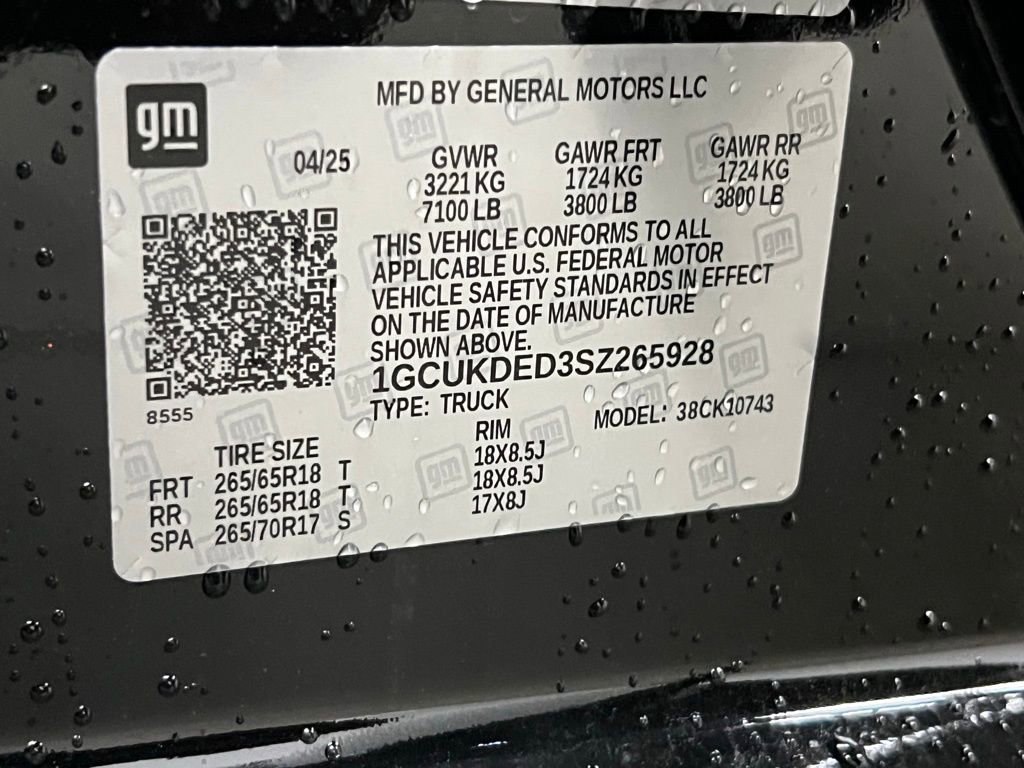 gm
MFD BY GENERAL MOTORS LLC
04/25
GVWR GAWR FRT GAWR RR
3221 KG 1724 KG 1724 KG
7100 LB 3800 LB 3800 LB
THIS VEHICLE CONFORMS TO ALL
APPLICABLE U.S. FEDERAL MOTOR
VEHICLE SAFETY STANDARDS IN EFFECT
ON THE DATE OF MANUFACTURE
SHOWN ABOVE.
1GCUKDED3SZ265928
8555
TYPE: TRUCK MODEL: 38CK10743
TIRE SIZE RIM
FRT 265/65R18 T 18X8.5J
RR 265/65R18 T 18X8.5J
SPA 265/70R17 S 17X8J